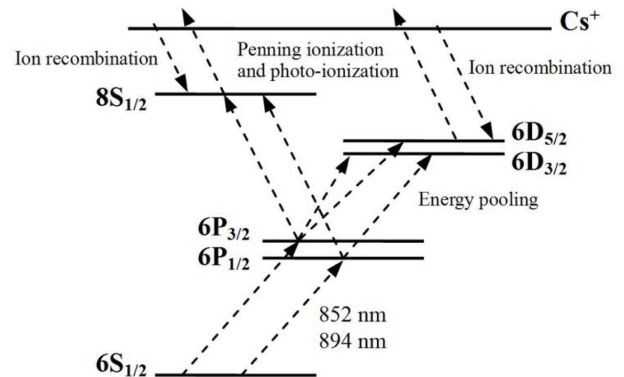 Cs+
Ion recombination
Penning ionization
and photo-ionization
Ion recombination
8S1/2
6D5/2
6D3/2
Energy pooling
6P3/2
6P1/2
852 nm
894 nm
6S1/2